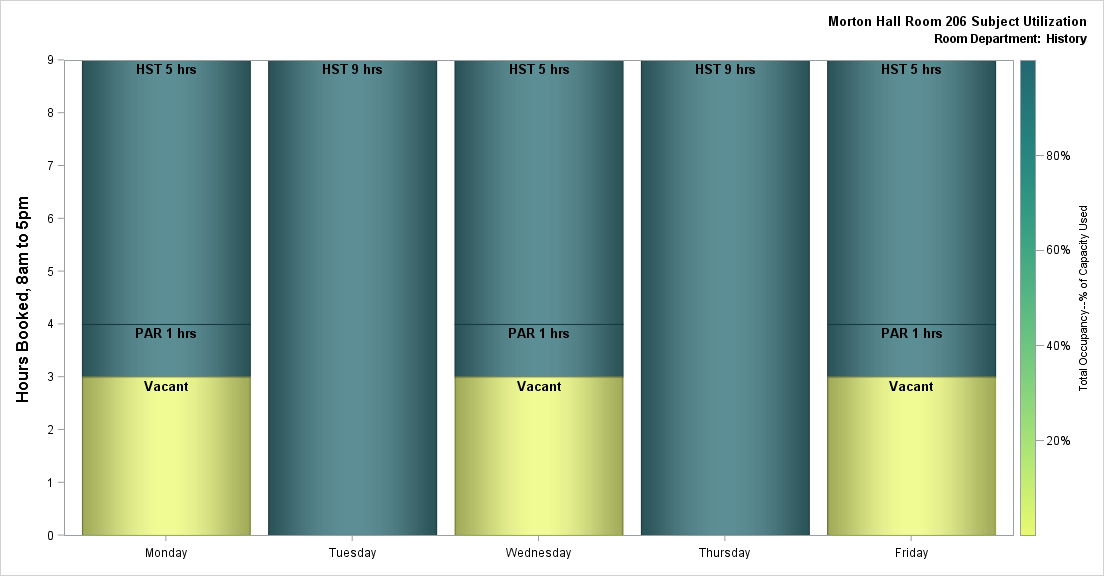 Morton Hall Room 206 Subject Utilization
Room Department: History
Hours Booked, 8am to 5pm
9
8
7
6
5
4
3
2
1
0
HST 5 hrs
PAR 1 hrs
Vacant
HST 9 hrs
HST 5 hrs
PAR 1 hrs
Vacant
HST 9 hrs
HST 5 hrs
PAR 1 hrs
Vacant
Monday
Tuesday
Wednesday
Thursday
Friday
80%
60%
40%
20%
Total Occupancy--% of Capacity Used